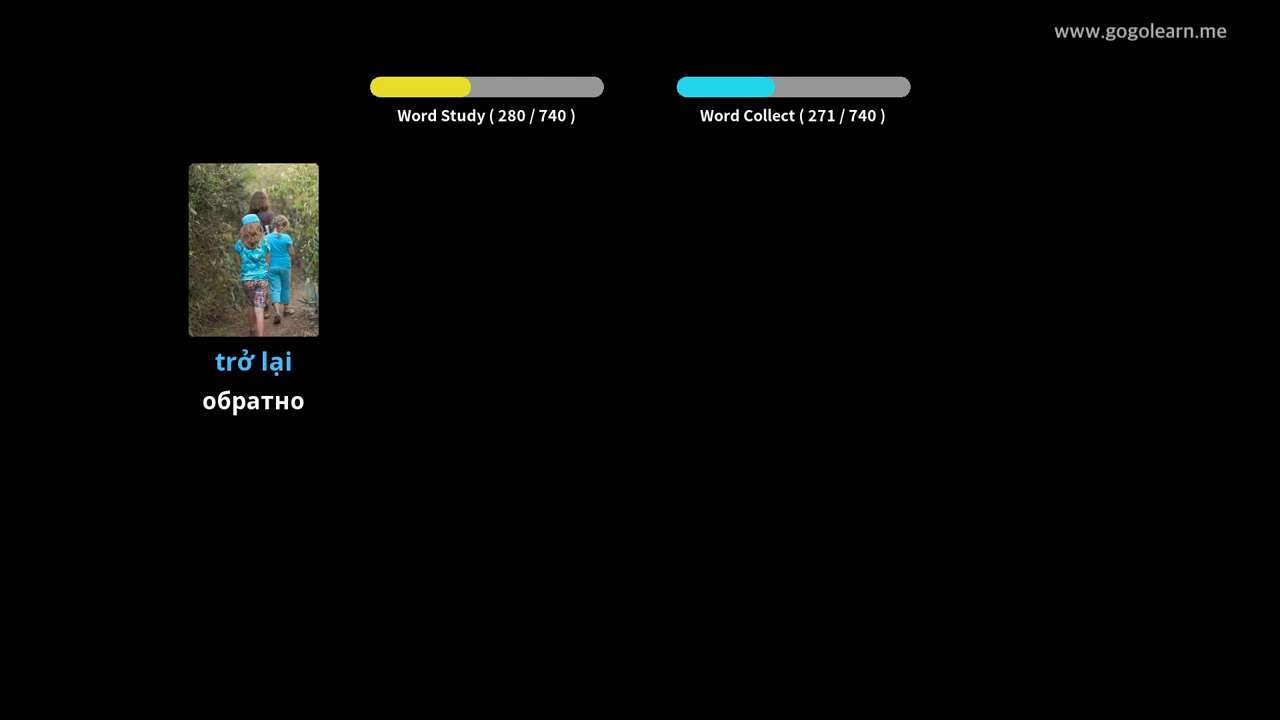 www.gogolearn.me
Word Study ( 280 / 740 )
Word Collect ( 271 / 740 )
trở lại
обратно